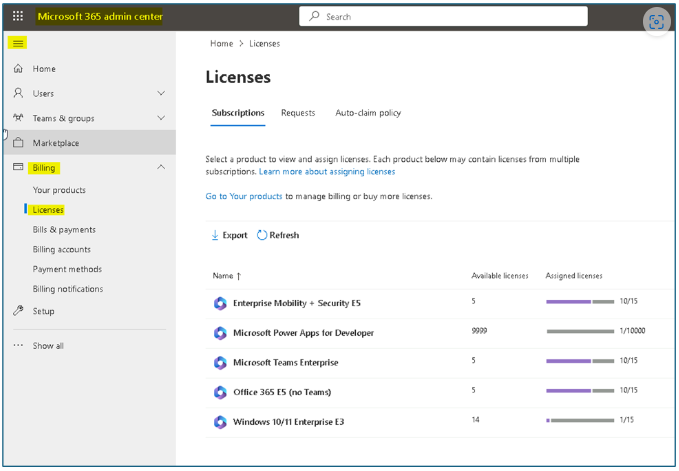 Microsoft 365 admin center
Search
Home > Licenses
Home
Users
Teams & groups
Marketplace
Billing
Your products
Licenses
Bills & payments
Billing accounts
Payment methods
Billing notifications
Setup
Show all
Licenses
Subscriptions Requests Auto-claim policy
Select a product to view and assign licenses. Each product below may contain licenses from multiple
subscriptions. Learn more about assigning licenses
Go to Your products to manage billing or buy more licenses.
Export Refresh
Name ↑ Available licenses Assigned licenses
Enterprise Mobility + Security E5 5 10/15
Microsoft Power Apps for Developer 9999 1/10000
Microsoft Teams Enterprise 5 10/15
Office 365 E5 (no Teams) 5 10/15
Windows 10/11 Enterprise E3 14 1/15